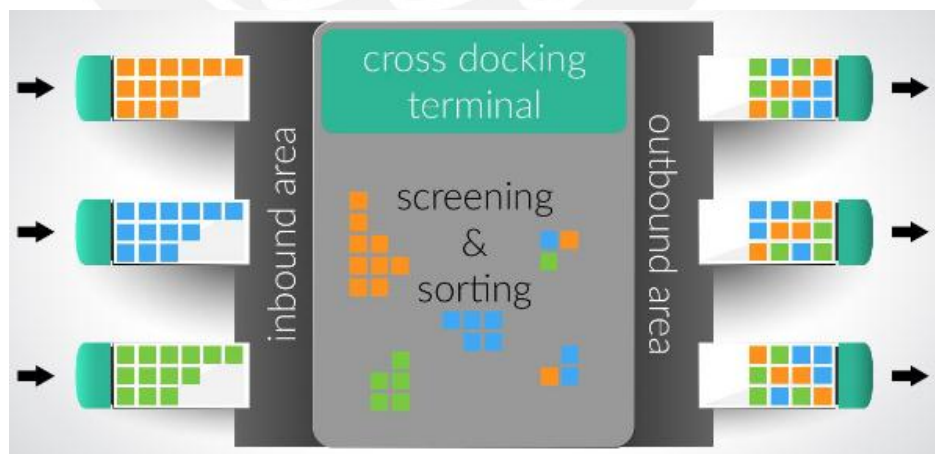 cross docking
terminal
inbound area
screening
&
sorting
outbound area